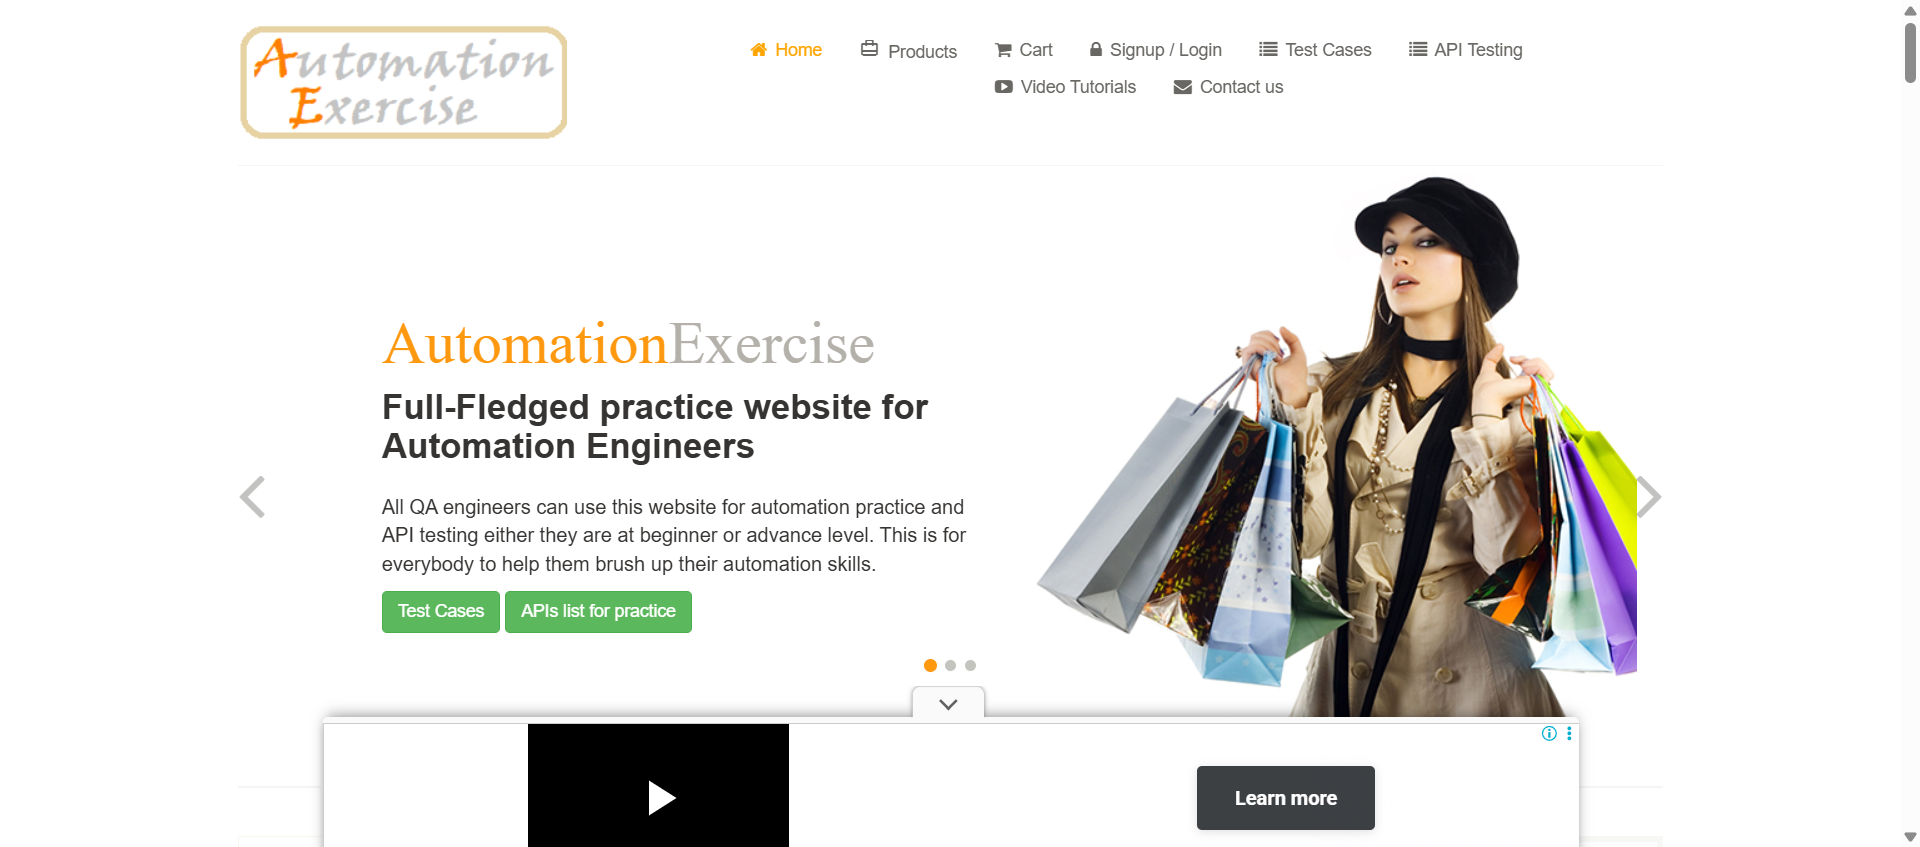 Automation
Exercise
Home
Products
Cart
Signup / Login
Test Cases
API Testing
Video Tutorials
Contact us
AutomationExercise
Full-Fledged practice website for
Automation Engineers
All QA engineers can use this website for automation practice and
API testing either they are at beginner or advance level. This is for
everybody to help them brush up their automation skills.
Test Cases
APIs list for practice
Learn more